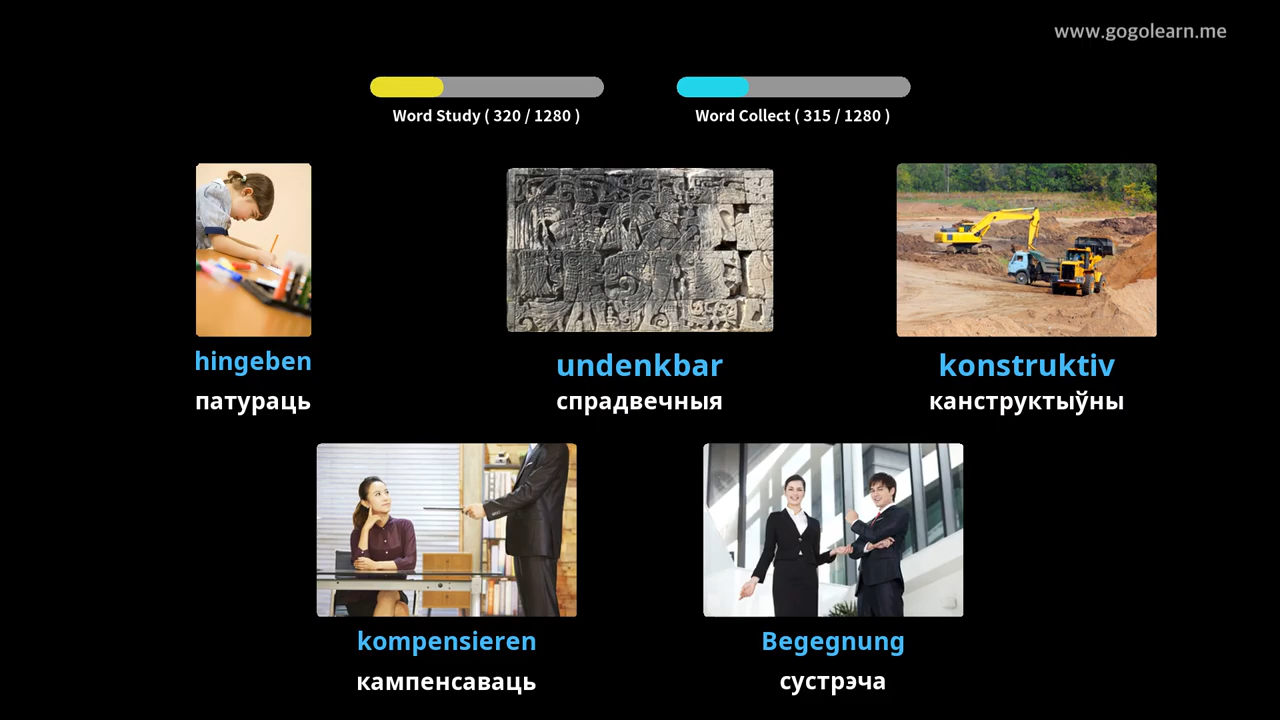 www.gogolearn.me
Word Study ( 320 / 1280 )
Word Collect ( 315 / 1280 )
hingeben
патураць
undenkbar
спрадвечныя
konstruktiv
канструктыўны
kompensieren
кампенсаваць
Begegnung
сустрэча